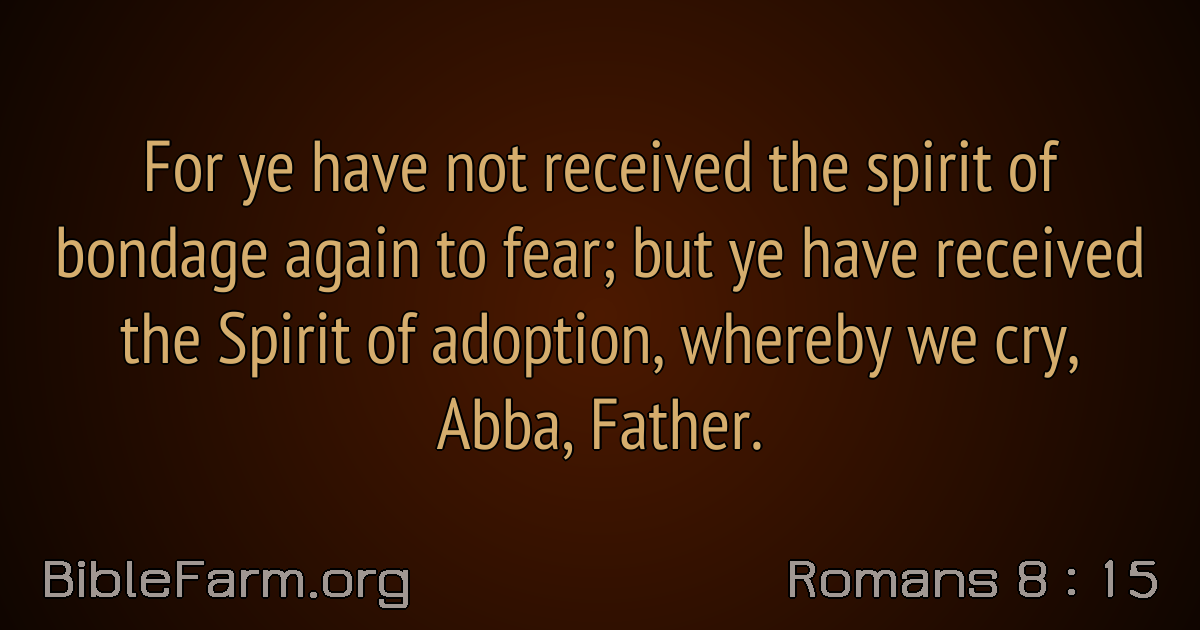 For ye have not received the spirit of
bondage again to fear; but ye have received
the Spirit of adoption, whereby we cry,
Abba, Father.
BibleFarm.org
Romans 8 : 15